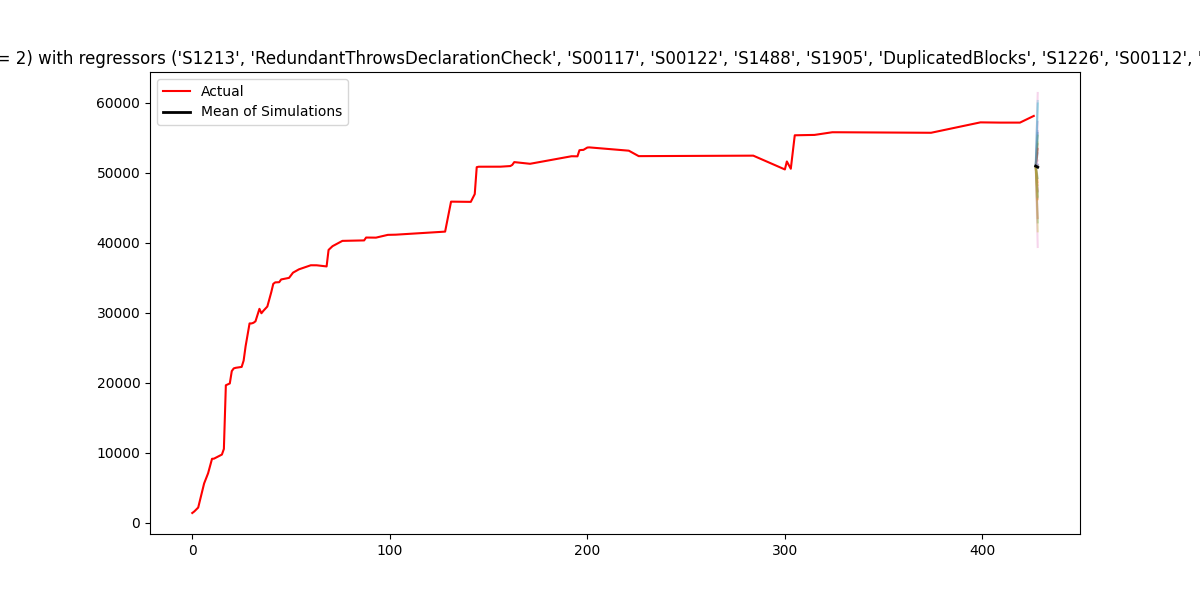 = 2) with regressors ('S1213', 'RedundantThrowsDeclarationCheck', 'S00117', 'S00122', 'S1488', 'S1905', 'DuplicatedBlocks', 'S1226', 'S00112', '
Actual
Mean of Simulations
60000
50000
40000
30000
20000
10000
0
0 100 200 300 400